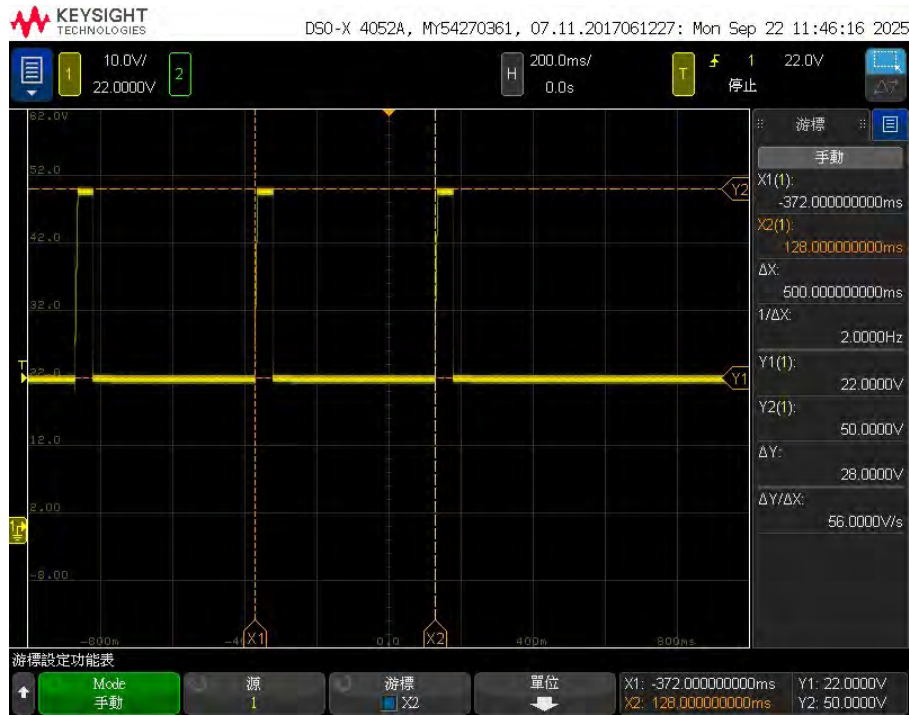 KEYSIGHT
TECHNOLOGIES
DSO-X 4052A, MY54270361, 07.11.2017061227: Mon Sep 22 11:46:16 2025
1 10.0V/ 2 H 200.0ms/ T 1 22.0V
22.0000V 0.0s 停止
62.0V
52.0
42.0
32.0
22.0
12.0
2.00
-8.00
T
1
Y2
Y1
-800m -4 X1 0.0 X2 400m 800ms
游標
手動
X1(1):
-372.000000000ms
X2(1):
128.000000000ms
ΔX:
500.000000000ms
1/ΔX:
2.0000Hz
Y1(1):
22.0000V
Y2(1):
50.0000V
ΔY:
28.0000V
ΔY/ΔX:
56.0000V/s
游標設定功能表
Mode
手動
源
1
游標
X2
單位
X1: -372.000000000ms Y1: 22.0000V
X2: 128.000000000ms Y2: 50.0000V